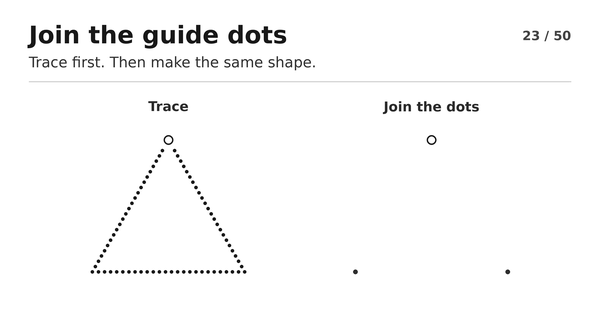 Join the guide dots
23 / 50
Trace first. Then make the same shape.
Trace
Join the dots